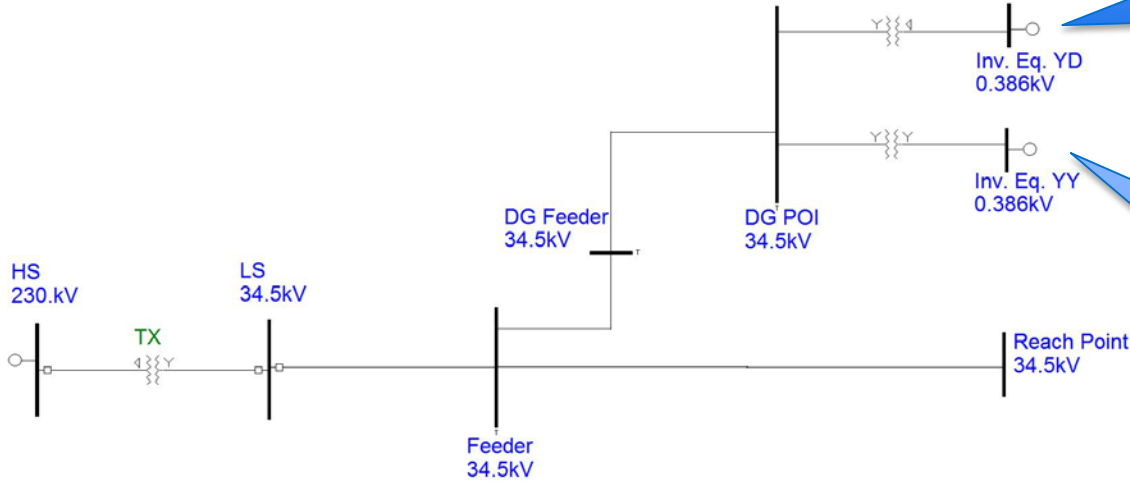 Inv. Eq. YD
0.386kV
Inv. Eq. YY
0.386kV
DG Feeder
34.5kV
DG POI
34.5kV
HS
230.kV
LS
34.5kV
TX
Reach Point
34.5kV
Feeder
34.5kV